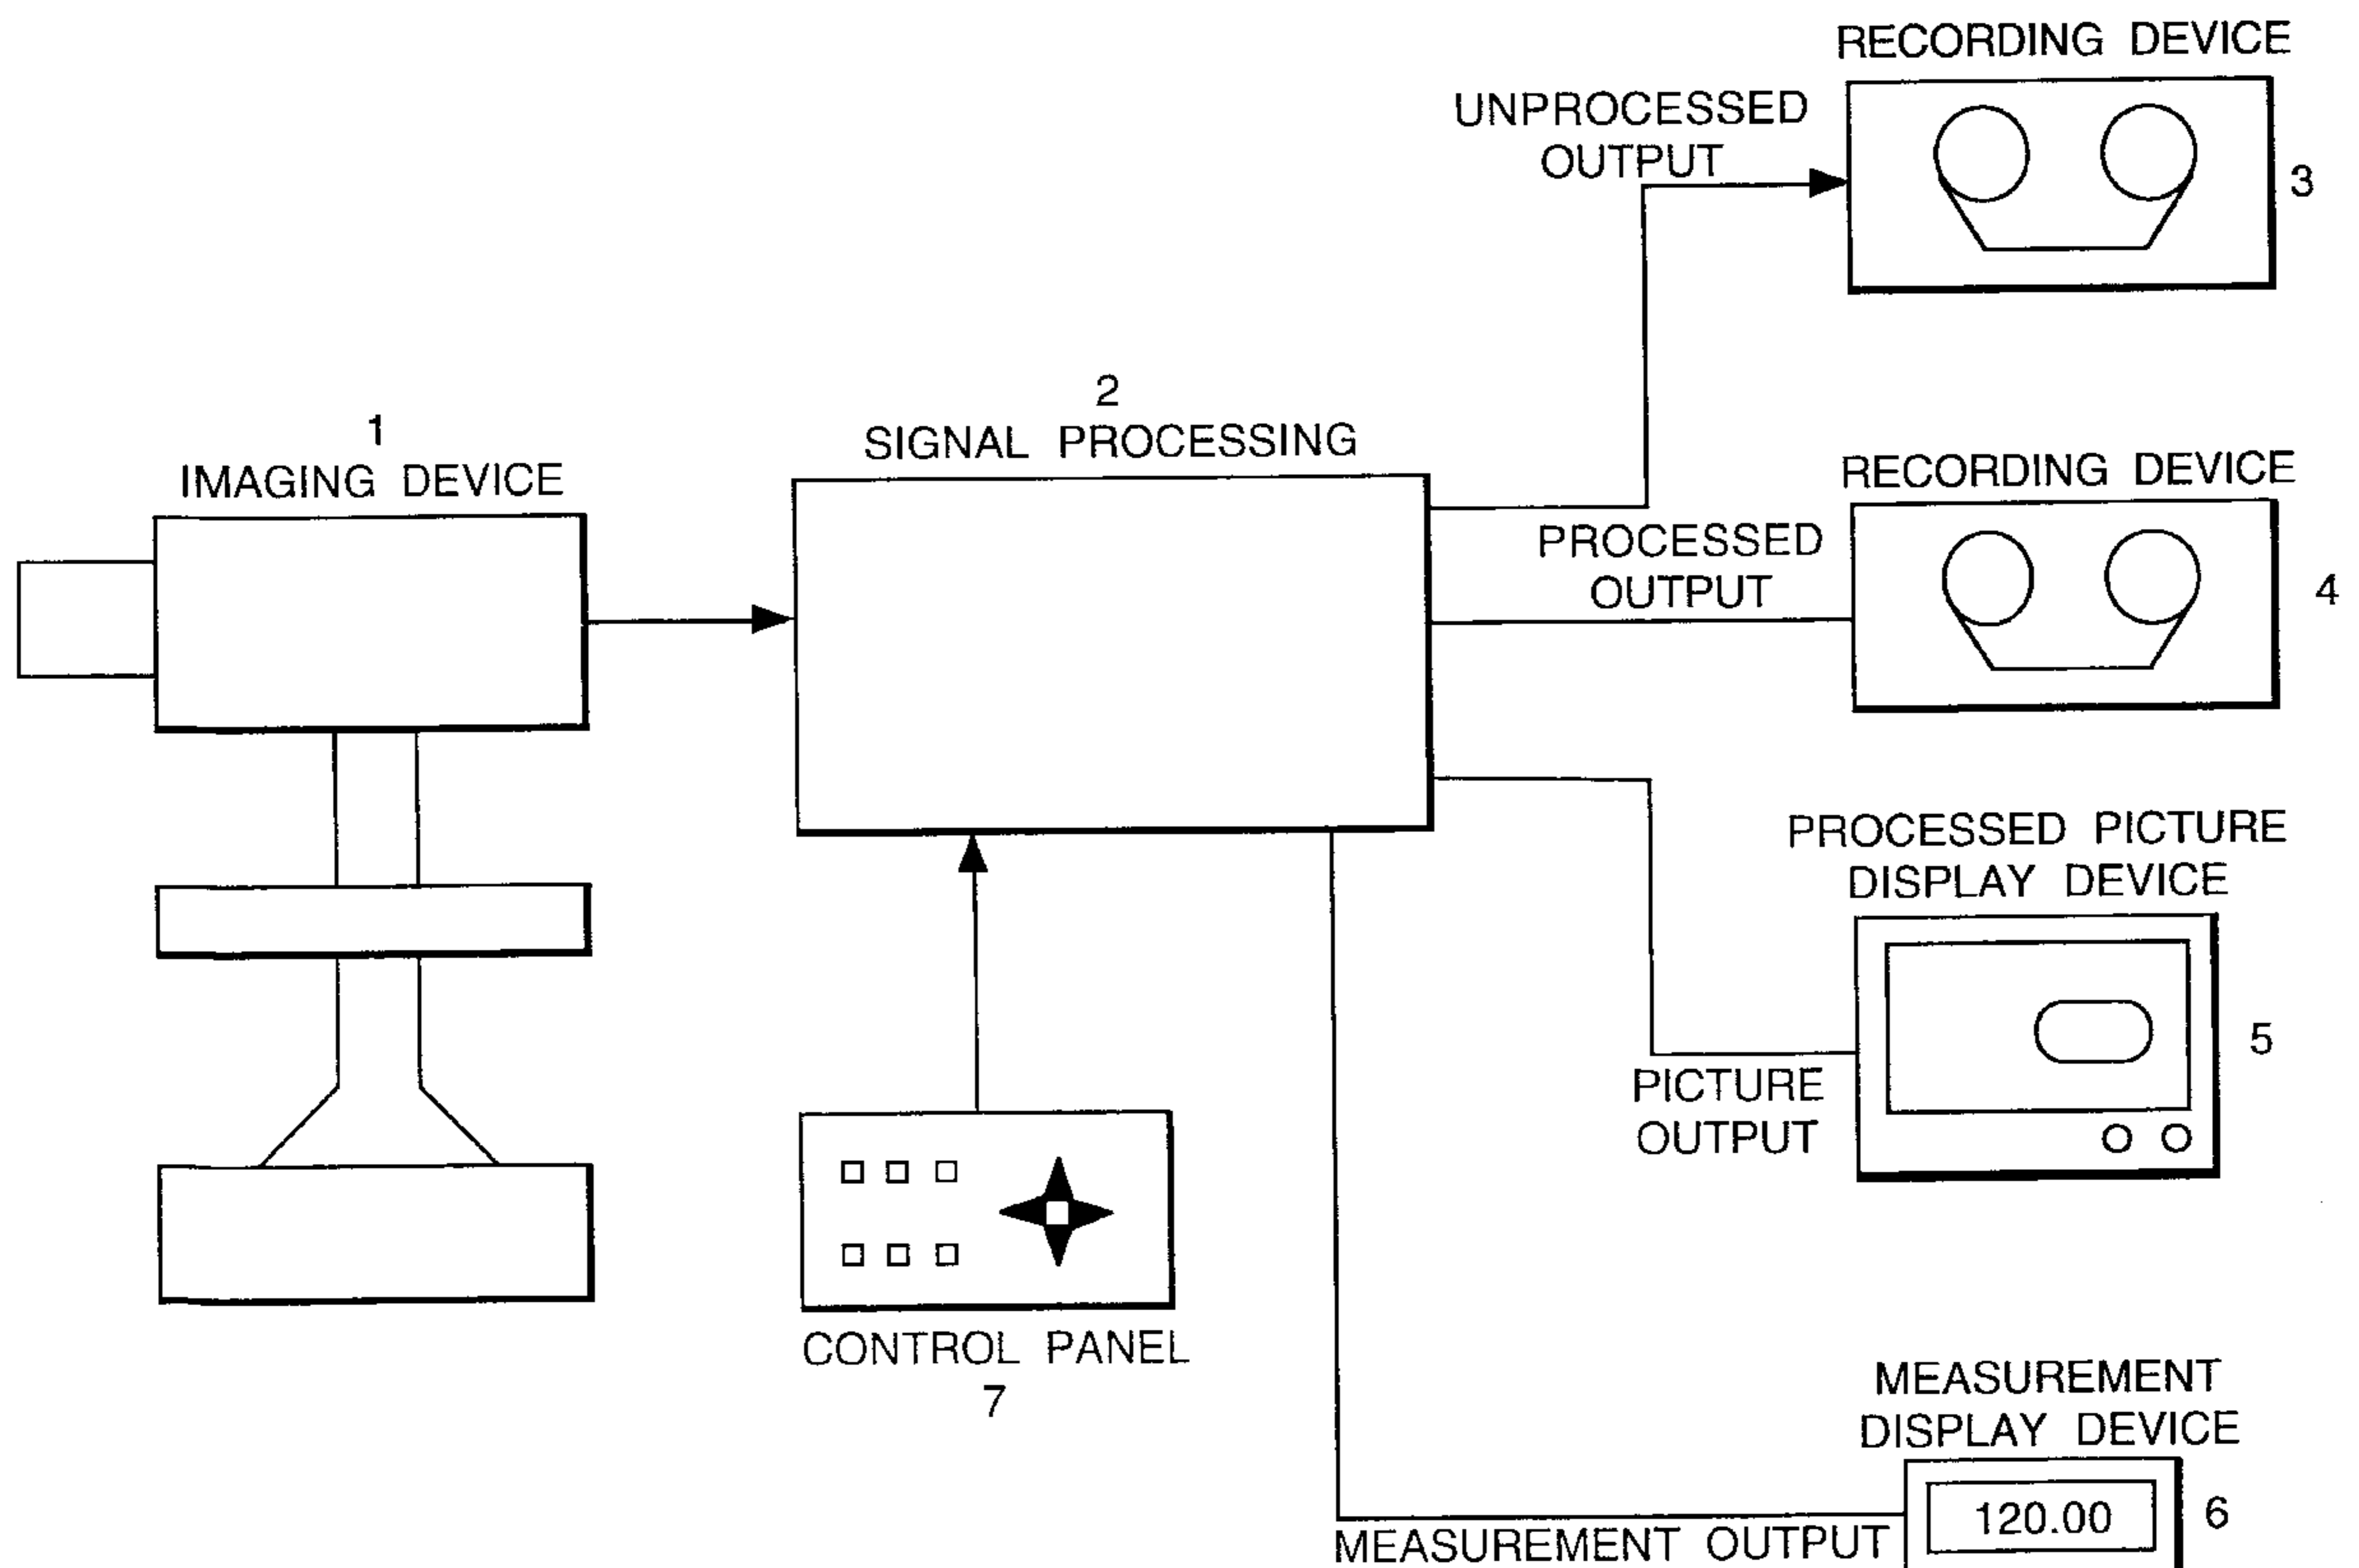 RECORDING DEVICE
UNPROCESSED
OUTPUT
3
1
IMAGING DEVICE
2
SIGNAL PROCESSING
RECORDING DEVICE
PROCESSED
OUTPUT
4
PROCESSED PICTURE
DISPLAY DEVICE
5
PICTURE
OUTPUT
CONTROL PANEL
7
MEASUREMENT
DISPLAY DEVICE
120.00
6
MEASUREMENT OUTPUT